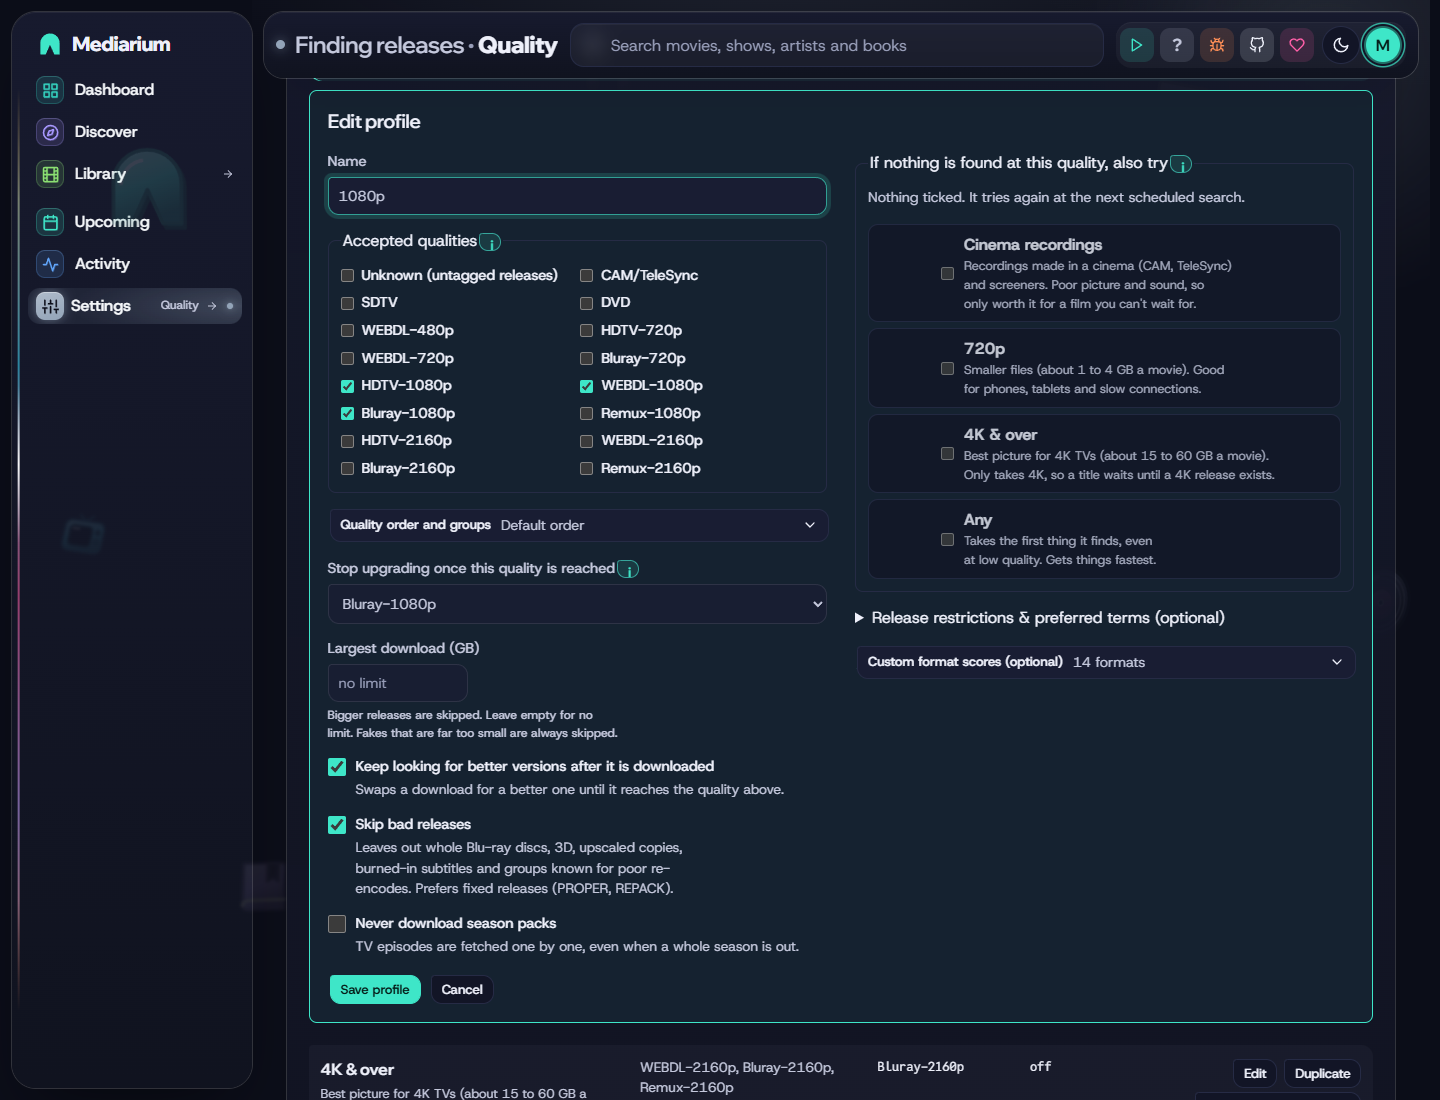 Mediarium
Dashboard
Discover
Library
Upcoming
Activity
Settings Quality
Finding releases · Quality
Search movies, shows, artists and books
?
M
Edit profile
Name
1080p
Accepted qualities i
Unknown (untagged releases) CAM/TeleSync
SDTV DVD
WEBDL-480p HDTV-720p
WEBDL-720p Bluray-720p
HDTV-1080p WEBDL-1080p
Bluray-1080p Remux-1080p
HDTV-2160p WEBDL-2160p
Bluray-2160p Remux-2160p
Quality order and groups Default order
Stop upgrading once this quality is reached i
Bluray-1080p
Largest download (GB)
no limit
Bigger releases are skipped. Leave empty for no
limit. Fakes that are far too small are always skipped.
Keep looking for better versions after it is downloaded
Swaps a download for a better one until it reaches the quality above.
Skip bad releases
Leaves out whole Blu-ray discs, 3D, upscaled copies,
burned-in subtitles and groups known for poor re-
encodes. Prefers fixed releases (PROPER, REPACK).
Never download season packs
TV episodes are fetched one by one, even when a whole season is out.
Save profile Cancel
If nothing is found at this quality, also try i
Nothing ticked. It tries again at the next scheduled search.
Cinema recordings
Recordings made in a cinema (CAM, TeleSync)
and screeners. Poor picture and sound, so
only worth it for a film you can't wait for.
720p
Smaller files (about 1 to 4 GB a movie). Good
for phones, tablets and slow connections.
4K & over
Best picture for 4K TVs (about 15 to 60 GB a movie).
Only takes 4K, so a title waits until a 4K release exists.
Any
Takes the first thing it finds, even
at low quality. Gets things fastest.
Release restrictions & preferred terms (optional)
Custom format scores (optional) 14 formats
4K & over
Best picture for 4K TVs (about 15 to 60 GB a
WEBDL-2160p, Bluray-2160p,
Remux-2160p
Bluray-2160p
off
Edit Duplicate